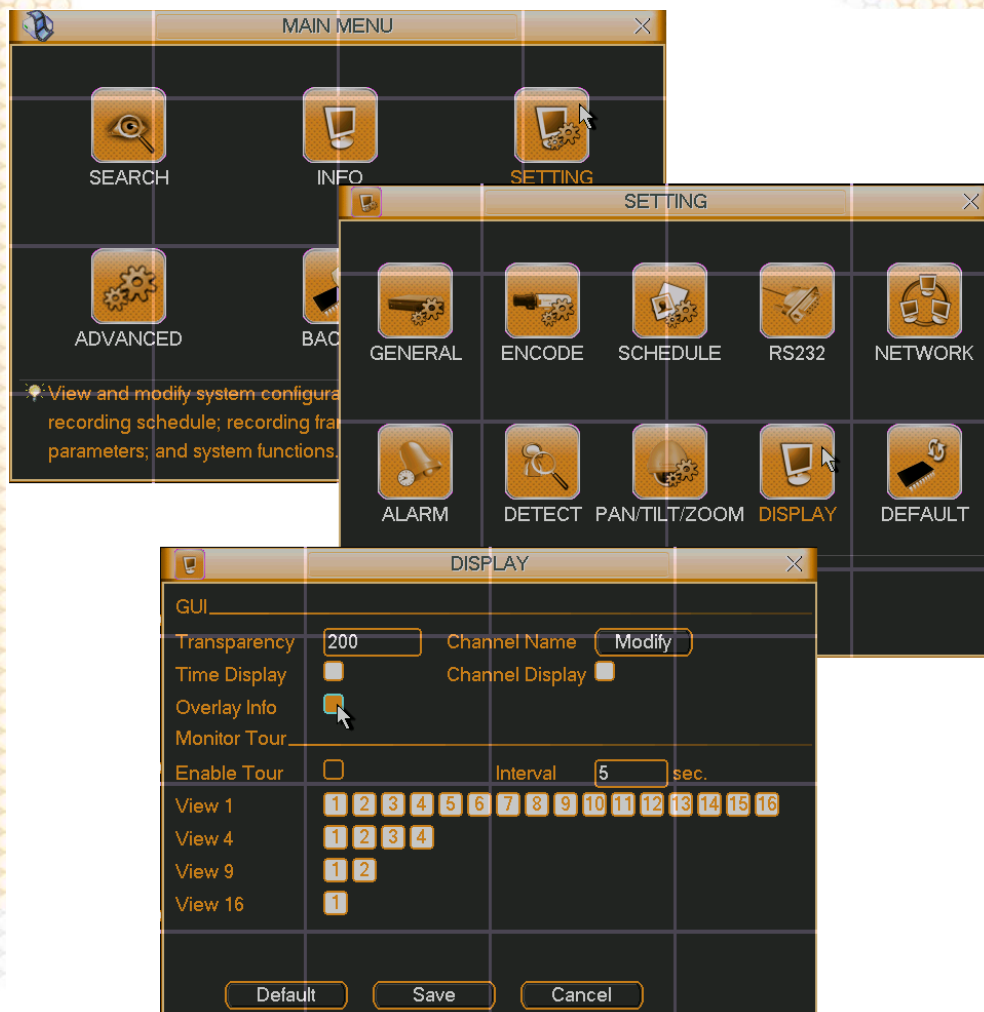 MAIN MENU
SEARCH
INFO
SETTING
ADVANCED
BAC
View and modify system configura
recording schedule; recording fra
parameters; and system functions.
SETTING
GENERAL
ENCODE
SCHEDULE
RS232
NETWORK
ALARM
DETECT
PAN/TILT/ZOOM
DISPLAY
DEFAULT
DISPLAY
GUI
Transparency 200 Channel Name Modify
Time Display Channel Display
Overlay Info
Monitor Tour
Enable Tour Interval 5 sec.
View 1 1 2 3 4 5 6 7 8 9 10 11 12 13 14 15 16
View 4 1 2 3 4
View 9 1 2
View 16 1
Default Save Cancel